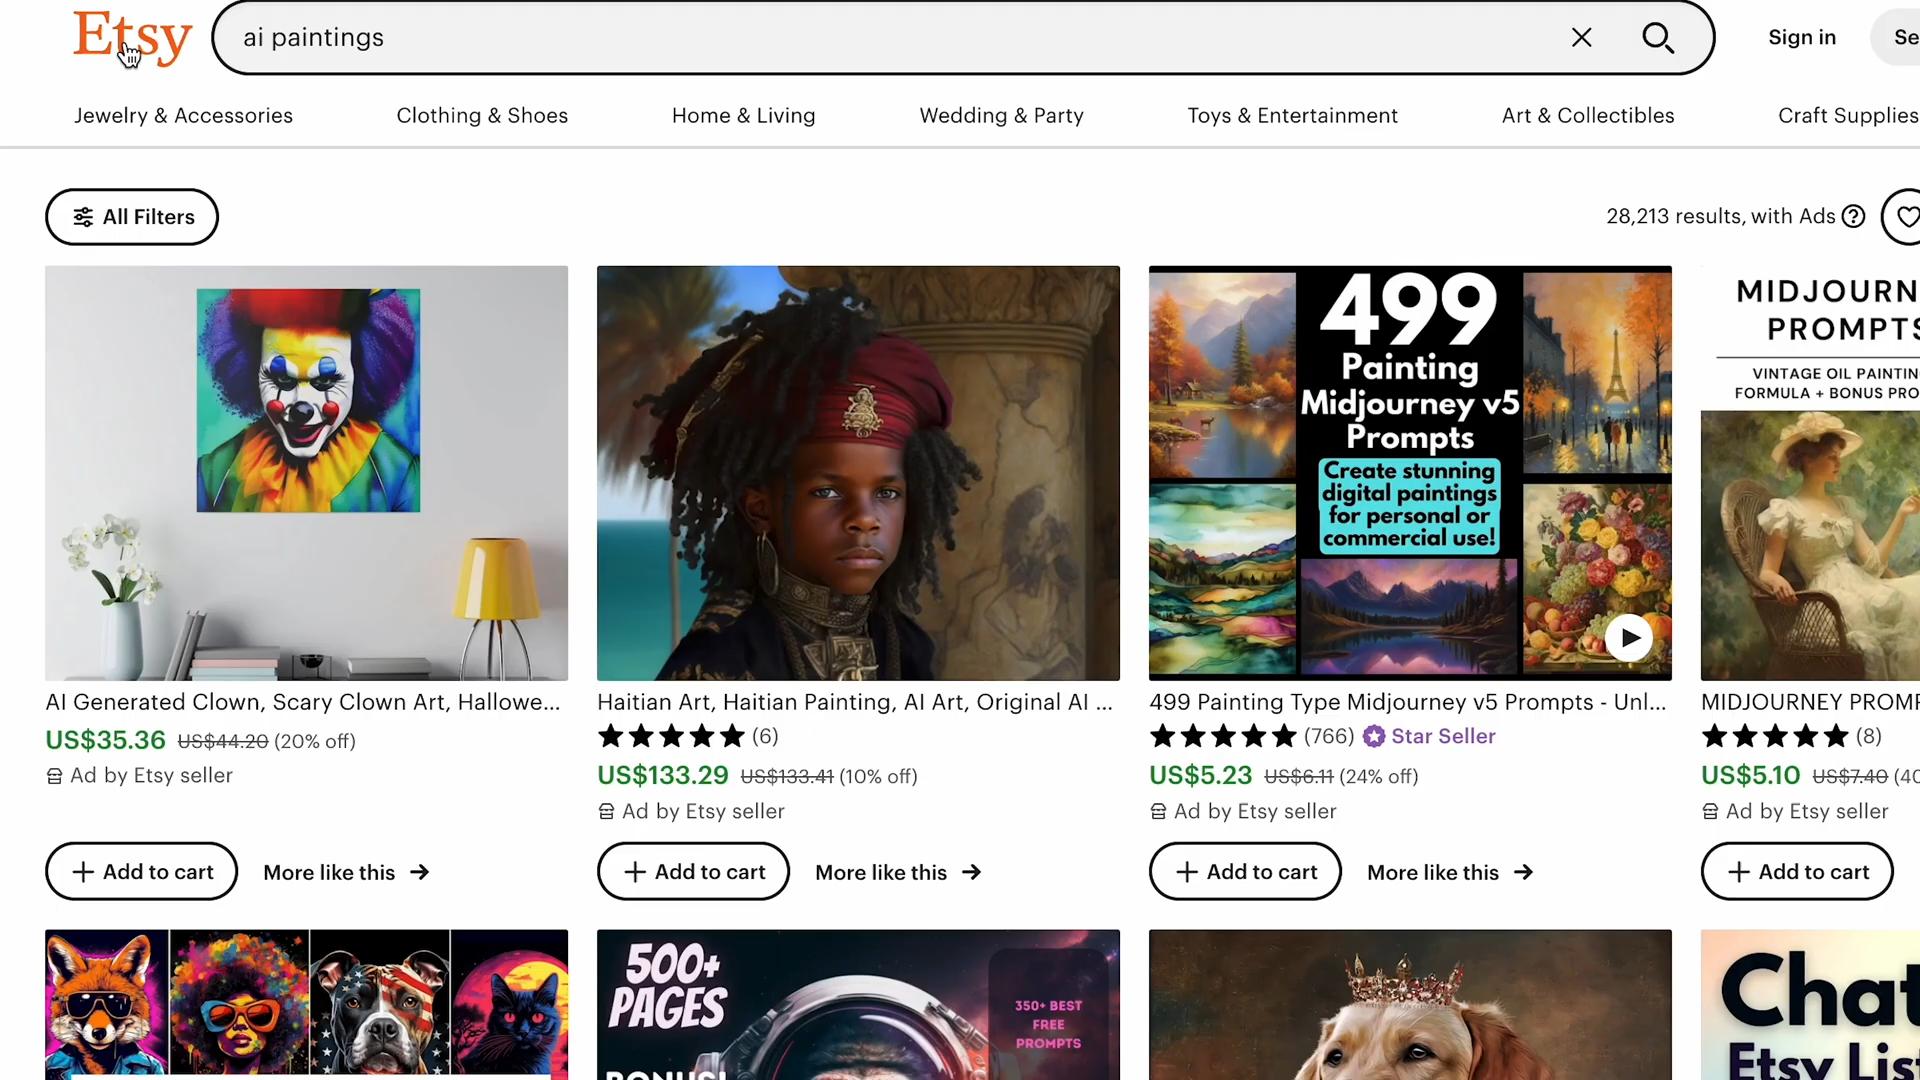 Etsy
ai paintings
Sign in
Se
Jewelry & Accessories
Clothing & Shoes
Home & Living
Wedding & Party
Toys & Entertainment
Art & Collectibles
Craft Supplies
All Filters
28,213 results, with Ads
499
Painting
Midjourney v5
Prompts
Create stunning
digital paintings
for personal or
commercial use!
MIDJOURN
PROMPTS
VINTAGE OIL PAINTIN
FORMULA + BONUS PRO
AI Generated Clown, Scary Clown Art, Hallowe...
US$35.36 US$44.20 (20% off)
Ad by Etsy seller
Add to cart
More like this
Haitian Art, Haitian Painting, AI Art, Original AI ...
(6)
US$133.29 US$133.41 (10% off)
Ad by Etsy seller
Add to cart
More like this
499 Painting Type Midjourney v5 Prompts - Unl...
(766) Star Seller
US$5.23 US$6.11 (24% off)
Ad by Etsy seller
Add to cart
More like this
MIDJOURNEY PROMP
(8)
US$5.10 US$7.40 (40
Ad by Etsy seller
Add to cart
500+
PAGES
BONUS!
350+ BEST
FREE
PROMPTS
Chat
Etsy List